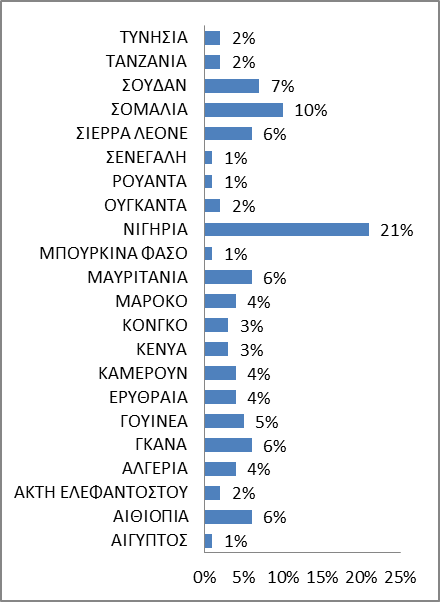 ΤΥΝΗΣΙΑ 2%
ΤΑΝΖΑΝΙΑ 2%
ΣΟΥΔΑΝ 7%
ΣΟΜΑΛΙΑ 10%
ΣΙΕΡΡΑ ΛΕΟΝΕ 6%
ΣΕΝΕΓΑΛΗ 1%
ΡΟΥΑΝΤΑ 1%
ΟΥΓΚΑΝΤΑ 2%
ΝΙΓΗΡΙΑ 21%
ΜΠΟΥΡΚΙΝΑ ΦΑΣΟ 1%
ΜΑΥΡΙΤΑΝΙΑ 6%
ΜΑΡΟΚΟ 4%
ΚΟΝΓΚΟ 3%
ΚΕΝΥΑ 3%
ΚΑΜΕΡΟΥΝ 4%
ΕΡΥΘΡΑΙΑ 4%
ΓΟΥΙΝΕΑ 5%
ΓΚΑΝΑ 6%
ΑΛΓΕΡΙΑ 4%
ΑΚΤΗ ΕΛΕΦΑΝΤΟΣΤΟΥ 2%
ΑΙΘΙΟΠΙΑ 6%
ΑΙΓΥΠΤΟΣ 1%
0% 5% 10% 15% 20% 25%